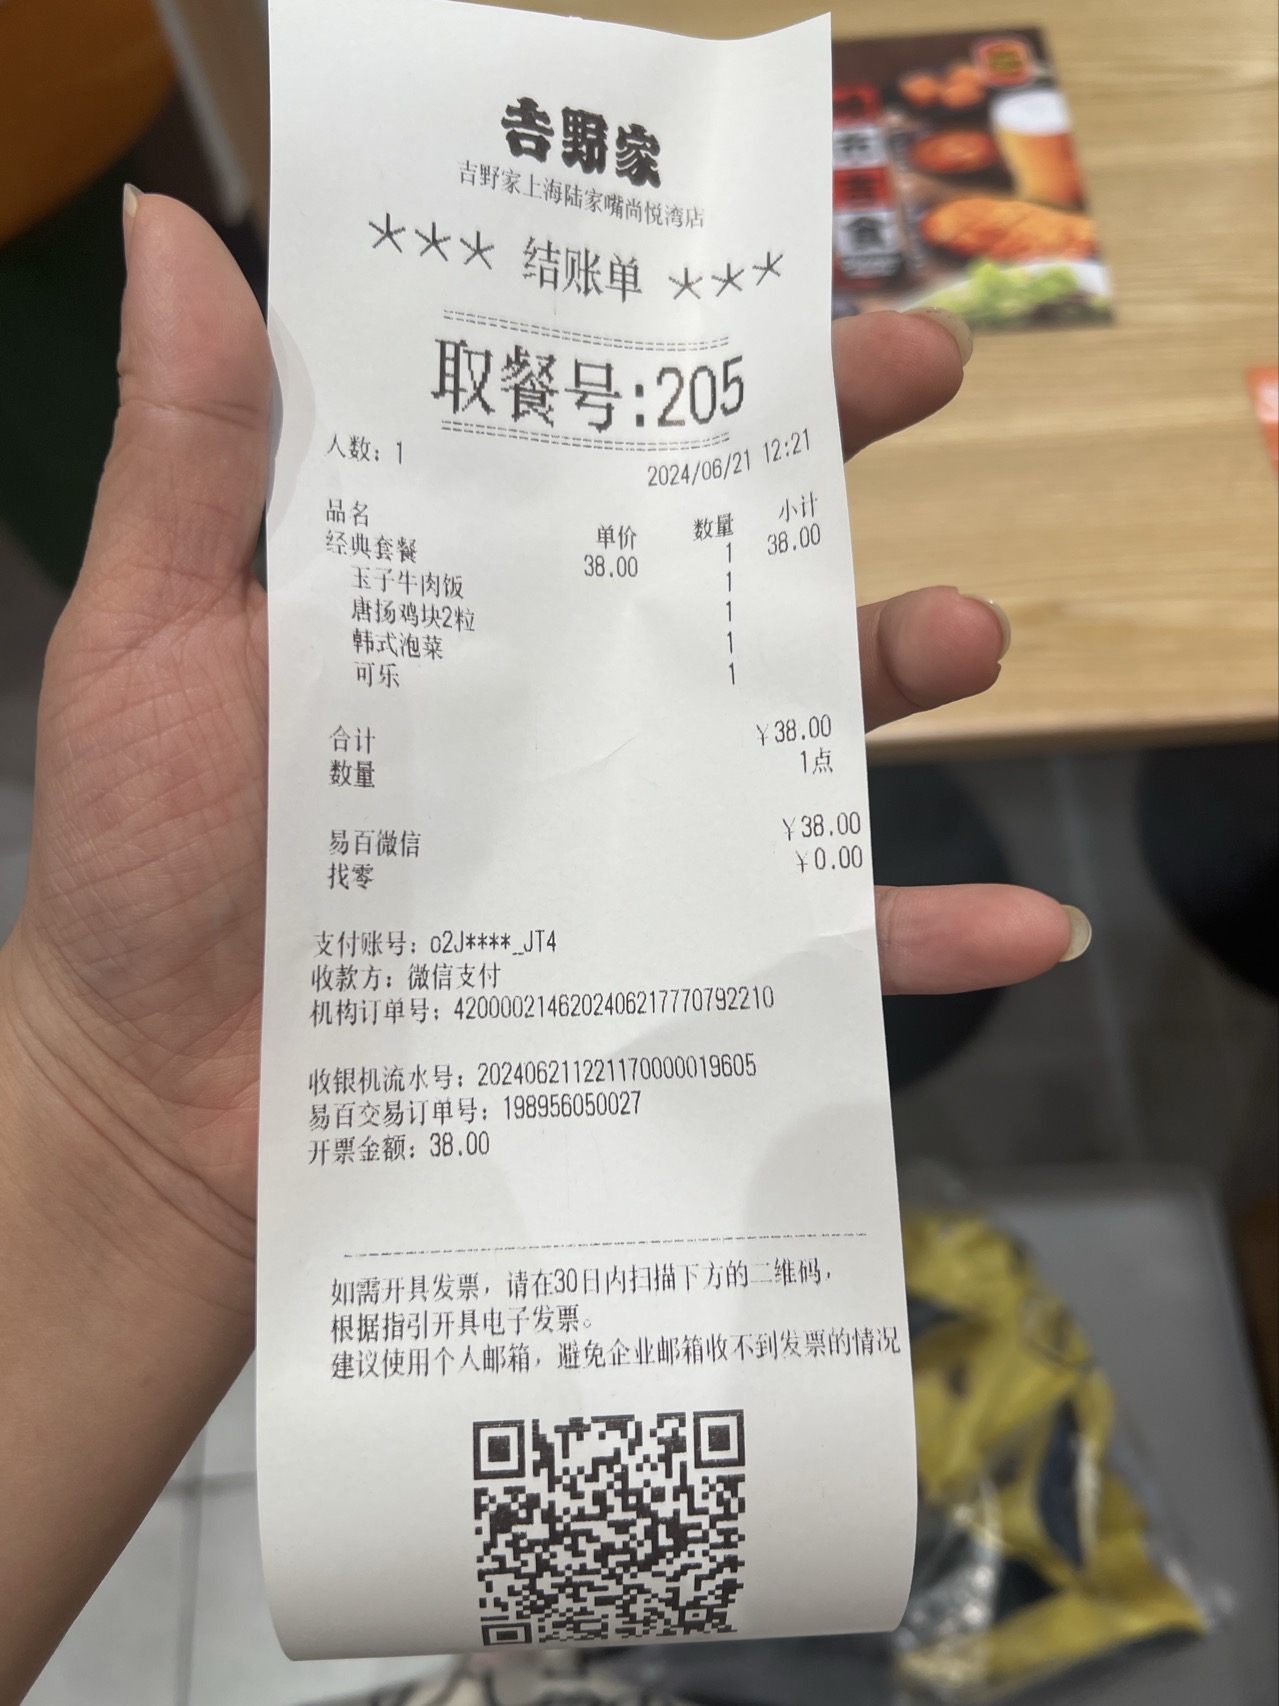 吉野家
吉野家上海陆家嘴尚悦湾店
*** 结账单 ***
取餐号:205
人数: 1
2024/06/21 12:21
品名 单价 数量 小计
经典套餐 38.00 1 38.00
玉子牛肉饭 1
唐扬鸡块2粒 1
韩式泡菜 1
可乐 1
合计 ¥38.00
数量 1点
易百微信 ¥38.00
找零 ¥0.00
支付账号: o2J****_JT4
收款方: 微信支付
机构订单号: 4200002146202406217770792210
收银机流水号: 2024062112211170000019605
易百交易订单号: 198956050027
开票金额: 38.00
如需开具发票，请在30日内扫描下方的二维码，
根据指引开具电子发票。
建议使用个人邮箱，避免企业邮箱收不到发票的情况
食